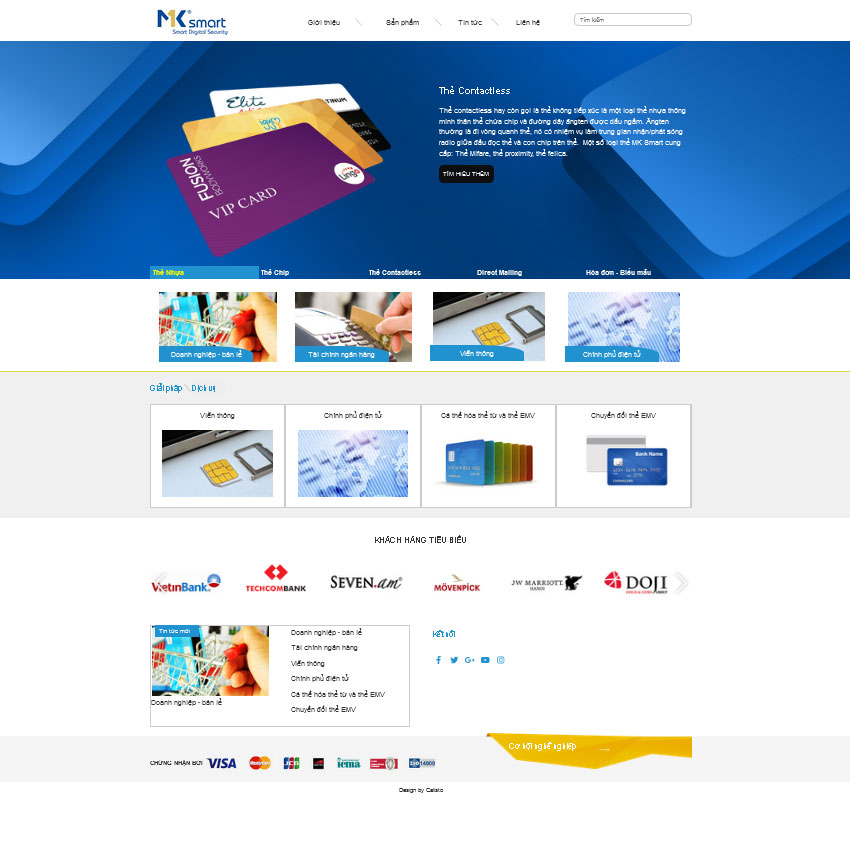 MK smart
Smart Digital Security
Giới thiệu
Sản phẩm
Tin tức
Liên hệ
Tìm kiếm
Elite
PLATINUM
FUSION
BODYWORKS
VIP CARD
Lingo
Thẻ Contactless
Thẻ contactless hay còn gọi là thẻ không tiếp xúc là một loại thẻ nhựa thông
minh thân thẻ chứa chip và đường dây ăngten được dấu ngầm. Ăngten
thường là đi vòng quanh thẻ, nó có nhiệm vụ làm trung gian nhận/phát sóng
radio giữa đầu đọc thẻ và con chip trên thẻ. Một số loại thẻ MK Smart cung
cấp: Thẻ Mifare, thẻ proximity, thẻ felica.
TÌM HIỂU THÊM
Thẻ Nhựa
Thẻ Chip
Thẻ Contactless
Direct Mailing
Hóa đơn - Biểu mẫu
Doanh nghiệp - bán lẻ
Tài chính ngân hàng
Viễn thông
Chính phủ điện tử
Giải pháp
Dịch vụ
Viễn thông
Chính phủ điện tử
Cá thể hóa thẻ từ và thẻ EMV
Chuyển đổi thẻ EMV
Bank Name
KHÁCH HÀNG TIÊU BIỂU
VietinBank
TECHCOMBANK
SEVEN.am
MÖVENPICK
JW MARRIOTT
HANOI
DOJI
Tin tức mới
Doanh nghiệp - bán lẻ
Doanh nghiệp - bán lẻ
Tài chính ngân hàng
Viễn thông
Chính phủ điện tử
Cá thể hóa thẻ từ và thẻ EMV
Chuyển đổi thẻ EMV
Kết nối
Cơ hội nghề nghiệp
CHỨNG NHẬN BỞI
VISA
MasterCard
JCB
icma
ISO 14000
Design by Calisto